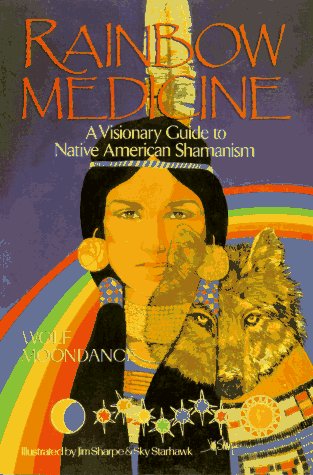 RAINBOW
MEDICINE
A Visionary Guide to
Native American Shamanism
WOLF
MOONDANCE
Illustrated by Jim Sharpe & Sky Starhawk